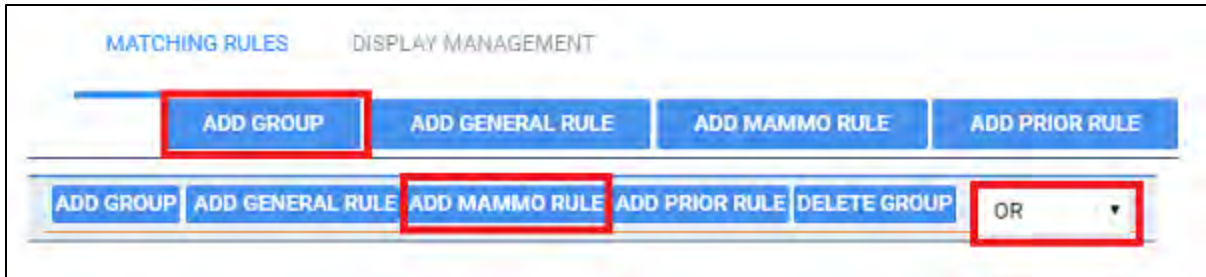 MATCHING RULES DISPLAY MANAGEMENT
ADD GROUP ADD GENERAL RULE ADD MAMMO RULE ADD PRIOR RULE
ADD GROUP ADD GENERAL RULE ADD MAMMO RULE ADD PRIOR RULE DELETE GROUP OR